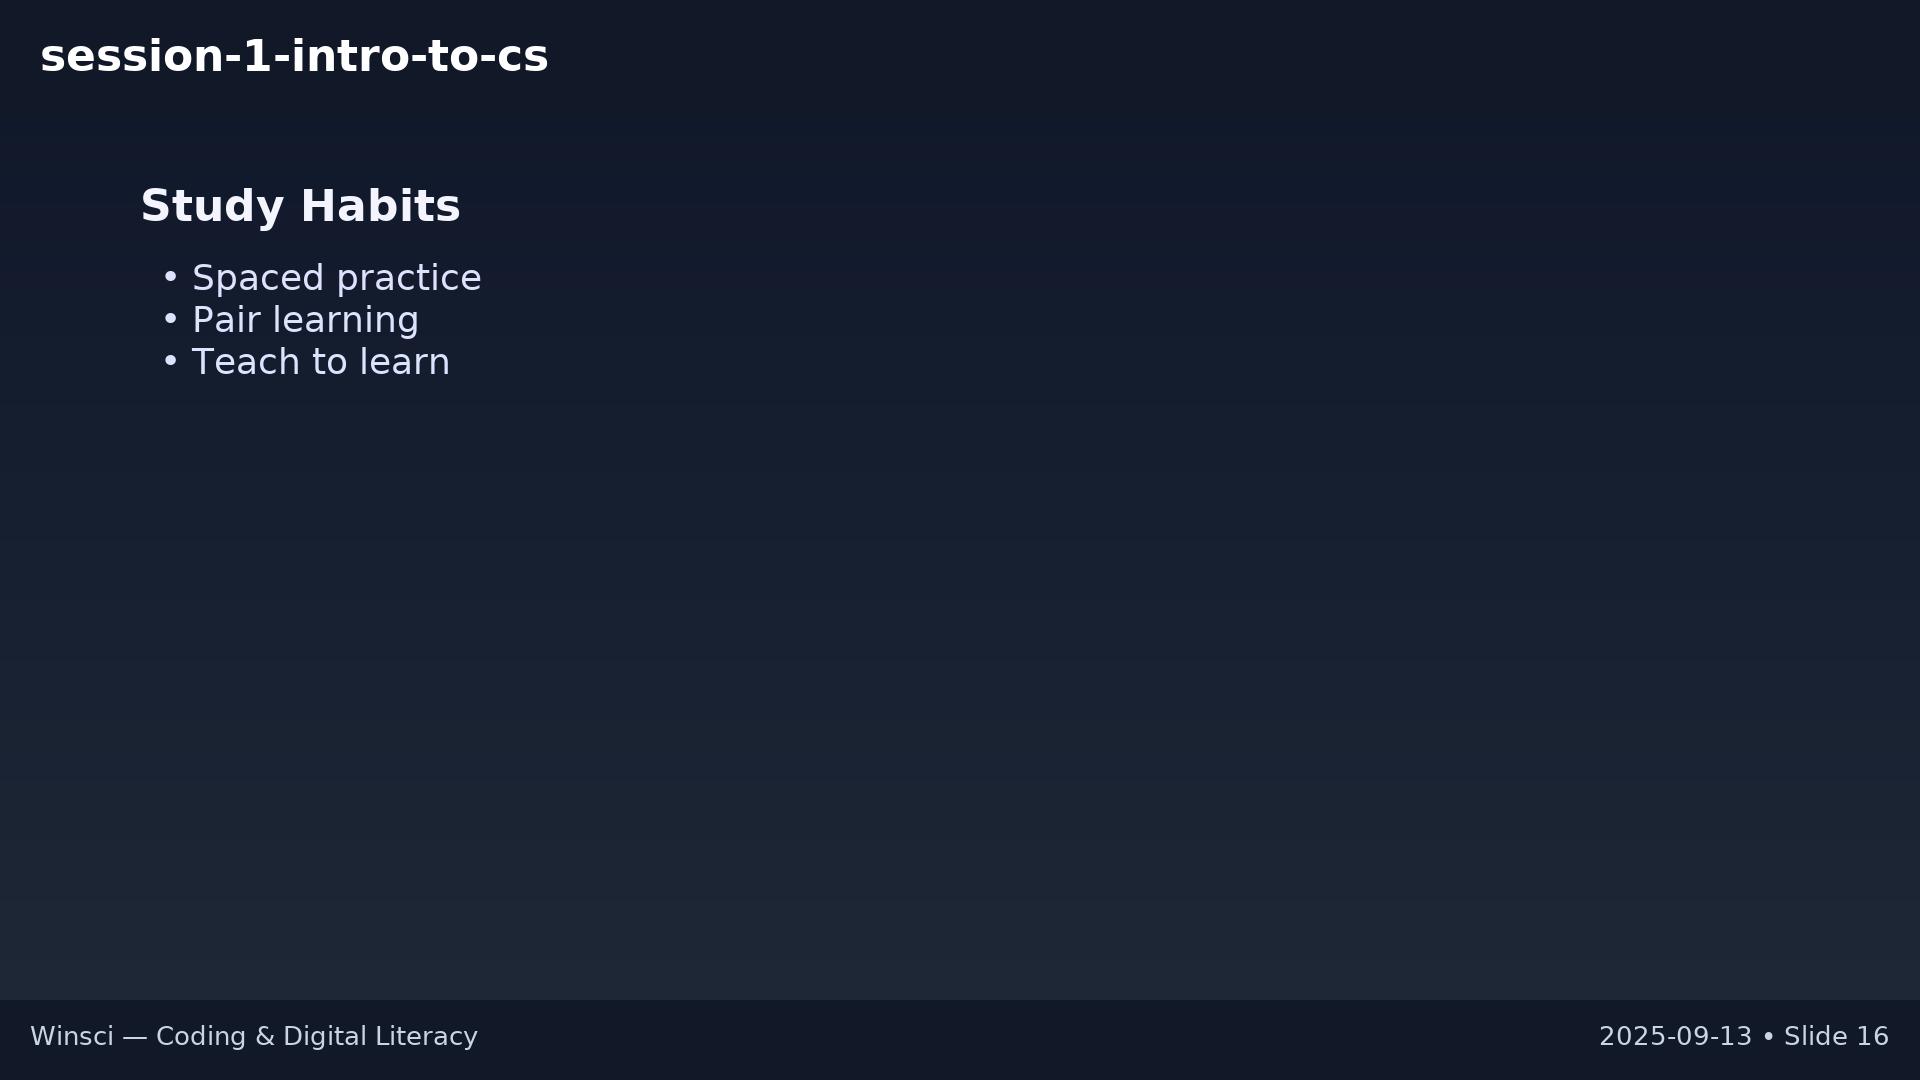 session-1-intro-to-cs
Study Habits
• Spaced practice
• Pair learning
• Teach to learn
Winsci — Coding & Digital Literacy
2025-09-13 • Slide 16